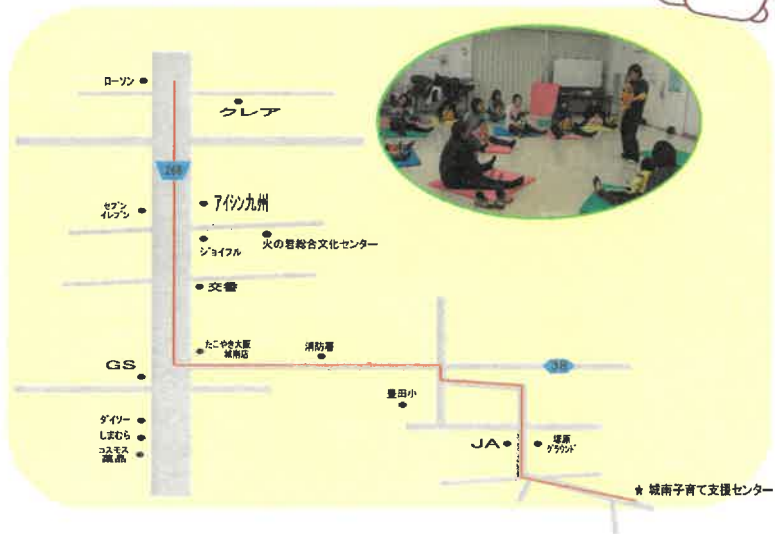 ローソン
クレア
266
セブン
イレブン
アイシン九州
ジョイフル
火の君総合文化センター
交番
たこやき大阪
城南店
消防署
GS
38
豊田小
ダイソー
しまむら
コスモス
薬品
JA
塚原
グラウンド
★ 城南子育て支援センター